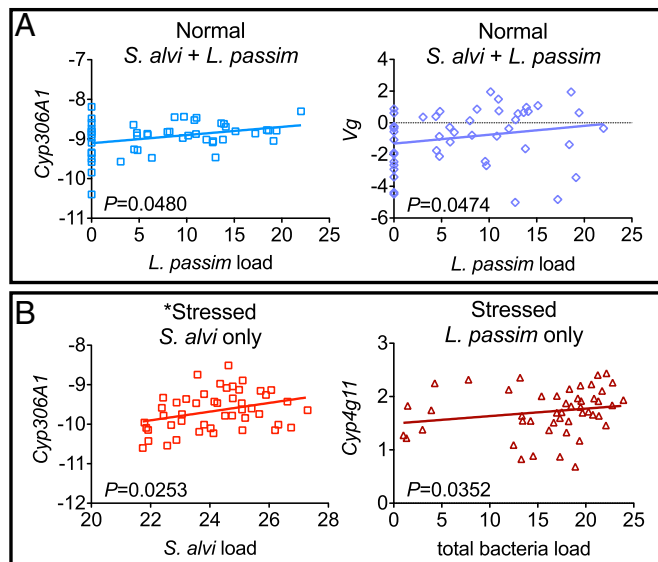 A
Normal
S. alvi + L. passim
Cyp306A1
-7
-8
-9
-10
-11
P=0.0480
0 5 10 15 20 25
L. passim load
Normal
S. alvi + L. passim
Vg
4
2
0
-2
-4
-6
P=0.0474
0 5 10 15 20 25
L. passim load
B
*Stressed
S. alvi only
Cyp306A1
-8
-9
-10
-11
-12
P=0.0253
20 22 24 26 28
S. alvi load
Stressed
L. passim only
Cyp4g11
3
2
1
0
P=0.0352
0 5 10 15 20 25
total bacteria load